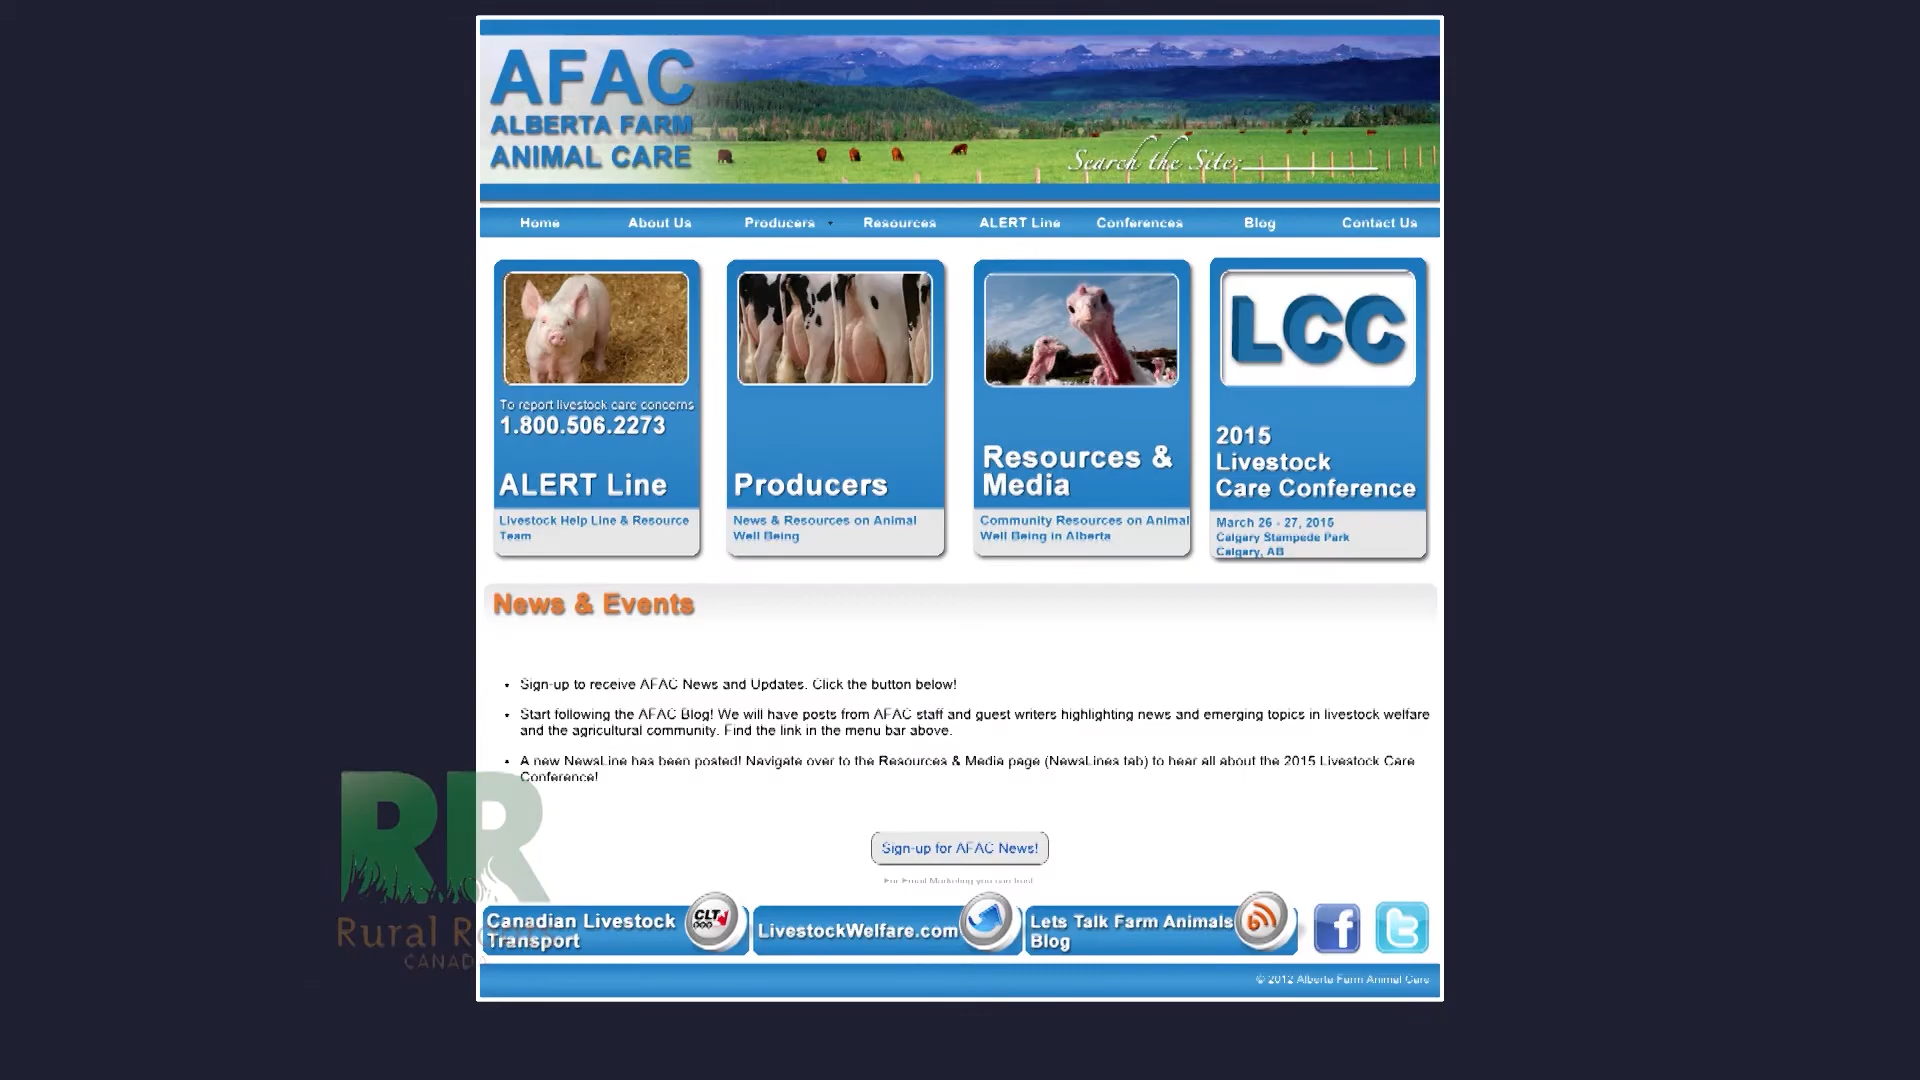 AFAC
ALBERTA FARM
ANIMAL CARE
Search the Site:
Home About Us Producers Resources ALERT Line Conferences Blog Contact Us
To report livestock care concerns
1.800.506.2273
ALERT Line
Livestock Help Line & Resource
Team
Producers
News & Resources on Animal
Well Being
Resources &
Media
Community Resources on Animal
Well Being in Alberta
LCC
2015
Livestock
Care Conference
March 26 - 27, 2015
Calgary Stampede Park
Calgary, AB
News & Events
• Sign-up to receive AFAC News and Updates. Click the button below!
• Start following the AFAC Blog! We will have posts from AFAC staff and guest writers highlighting news and emerging topics in livestock welfare
and the agricultural community. Find the link in the menu bar above.
• A new NewsLine has been posted! Navigate over to the Resources & Media page (NewsLines tab) to hear all about the 2015 Livestock Care
Conference!
Sign-up for AFAC News!
For Email Marketing you can trust
Canadian Livestock
Transport
CLT
LivestockWelfare.com
Lets Talk Farm Animals
Blog
© 2012 Alberta Farm Animal Care
RR
Rural
CANADA